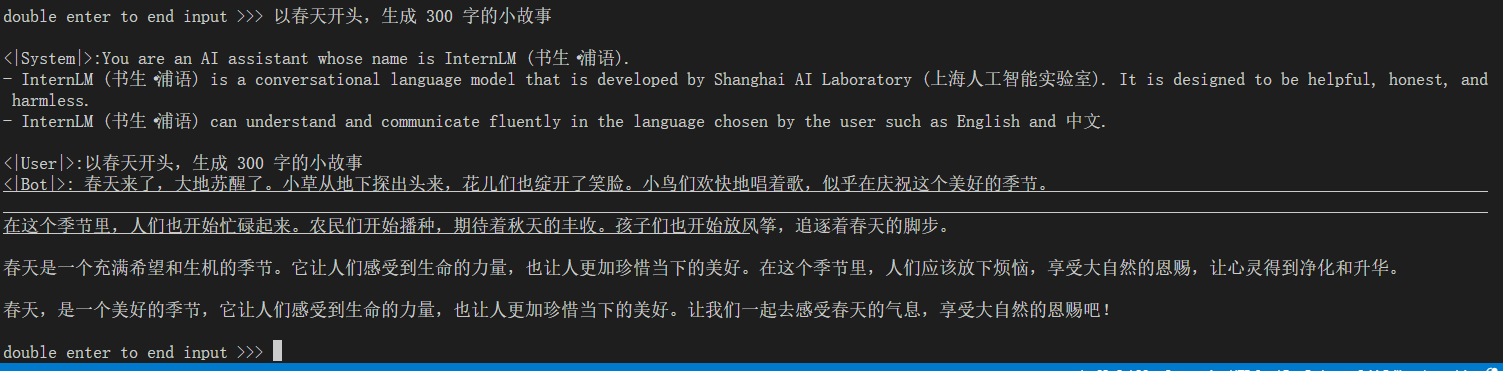 double enter to end input >>> 以春天开头，生成 300 字的小故事
<|System|>:You are an AI assistant whose name is InternLM (书生·浦语).
- InternLM (书生·浦语) is a conversational language model that is developed by Shanghai AI Laboratory (上海人工智能实验室). It is designed to be helpful, honest, and
harmless.
- InternLM (书生·浦语) can understand and communicate fluently in the language chosen by the user such as English and 中文.
<|User|>:以春天开头，生成 300 字的小故事
<|Bot|>: 春天来了，大地苏醒了。小草从地下探出头来，花儿们也绽开了笑脸。小鸟们欢快地唱着歌，似乎在庆祝这个美好的季节。
在这个季节里，人们也开始忙碌起来。农民们开始播种，期待着秋天的丰收。孩子们也开始放风筝，追逐着春天的脚步。
春天是一个充满希望和生机的季节。它让人们感受到生命的力量，也让人更加珍惜当下的美好。在这个季节里，人们应该放下烦恼，享受大自然的恩赐，让心灵得到净化和升华。
春天，是一个美好的季节，它让人们感受到生命的力量，也让人更加珍惜当下的美好。让我们一起去感受春天的气息，享受大自然的恩赐吧！
double enter to end input >>>